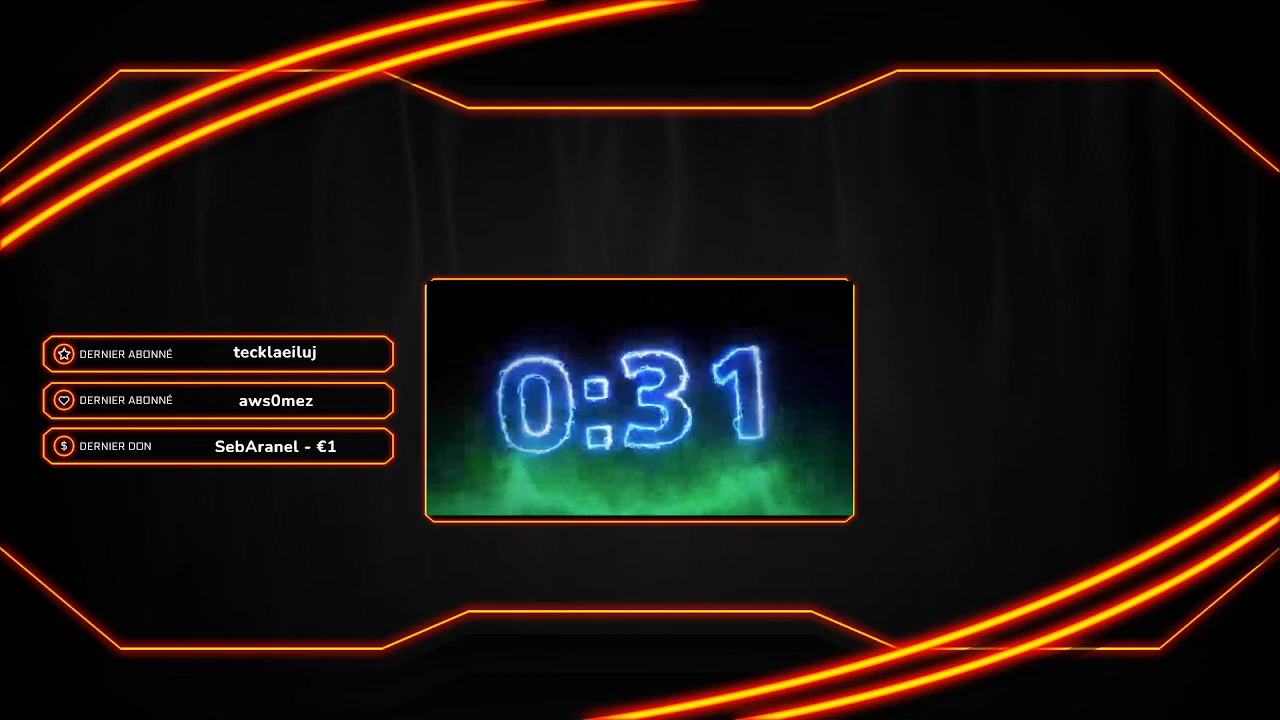 DERNIER ABONNÉ tecklaeiluj
DERNIER ABONNÉ aws0mez
DERNIER DON SebAranel - €1
0:31